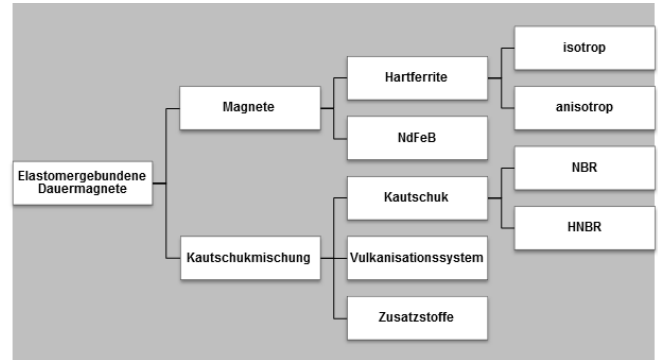 Elastomergebundene
Dauermagnete
Magnete
Hartferrite
isotrop
anisotrop
NdFeB
Kautschukmischung
Kautschuk
NBR
HNBR
Vulkanisationssystem
Zusatzstoffe